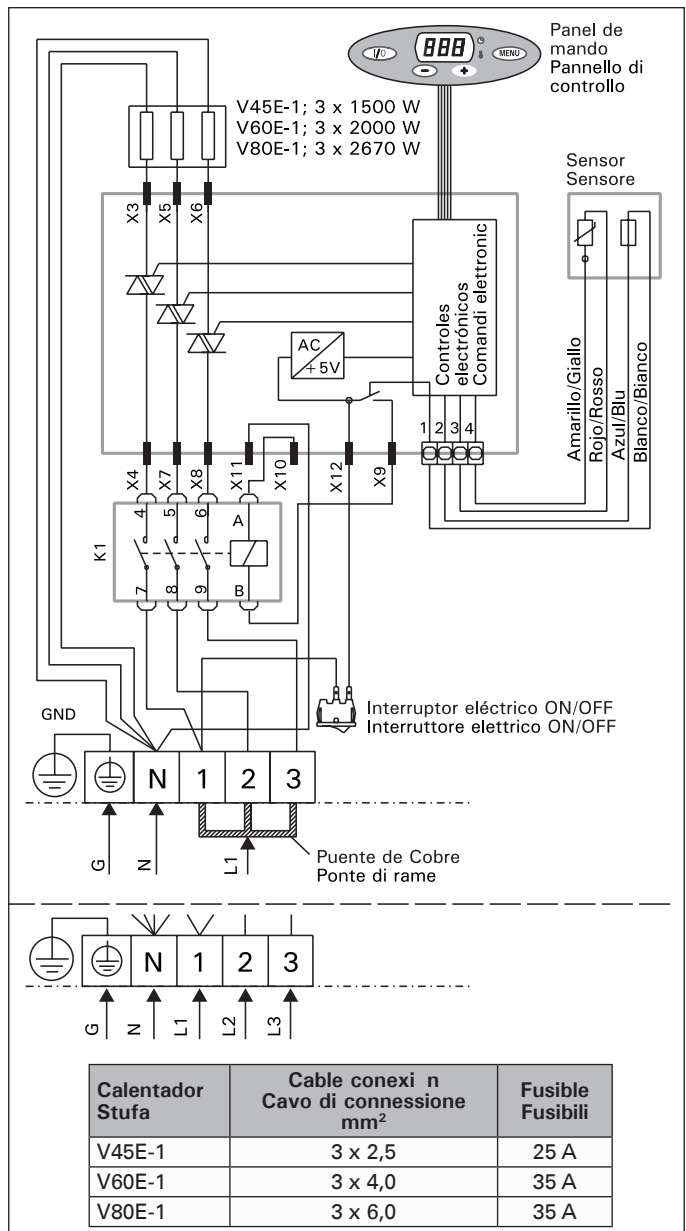 I/O
888
MENU
−
+
Panel de
mando
Pannello di
controllo
V45E-1; 3 x 1500 W
V60E-1; 3 x 2000 W
V80E-1; 3 x 2670 W
Sensor
Sensore
X3
X5
X6
AC
+5V
Controles
electrónicos
Comandi elettronic
Amarillo/Giallo
Rojo/Rosso
Azul/Blu
Blanco/Bianco
1 2 3 4
X4
X7
X8
X11
X10
X12
X9
4 5 6 A
K1
7 8 9 B
Interruptor eléctrico ON/OFF
Interruttore elettrico ON/OFF
GND
N 1 2 3
G
N
L1
Puente de Cobre
Ponte di rame
N 1 2 3
G
N
L1
L2
L3
Calentador
Stufa
Cable conexi n
Cavo di connessione
mm²
Fusible
Fusibili
V45E-1 3 x 2,5 25 A
V60E-1 3 x 4,0 35 A
V80E-1 3 x 6,0 35 A